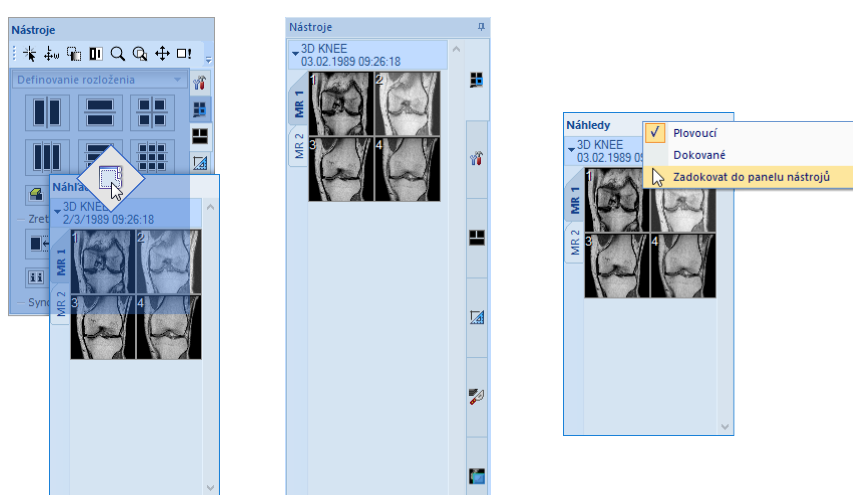 Nástroje
Definovanie rozloženia
Zret
Sync
Náhľa
3D KNEE
2/3/1989 09:26:18
MR 1
MR 2
1
2
3
4
Nástroje
3D KNEE
03.02.1989 09:26:18
MR 1
MR 2
1
2
3
4
Náhledy
3D KNEE
03.02.1989 09
MR 1
MR 2
1
3
4
Plovoucí
Dokované
Zadokovat do panelu nástrojů